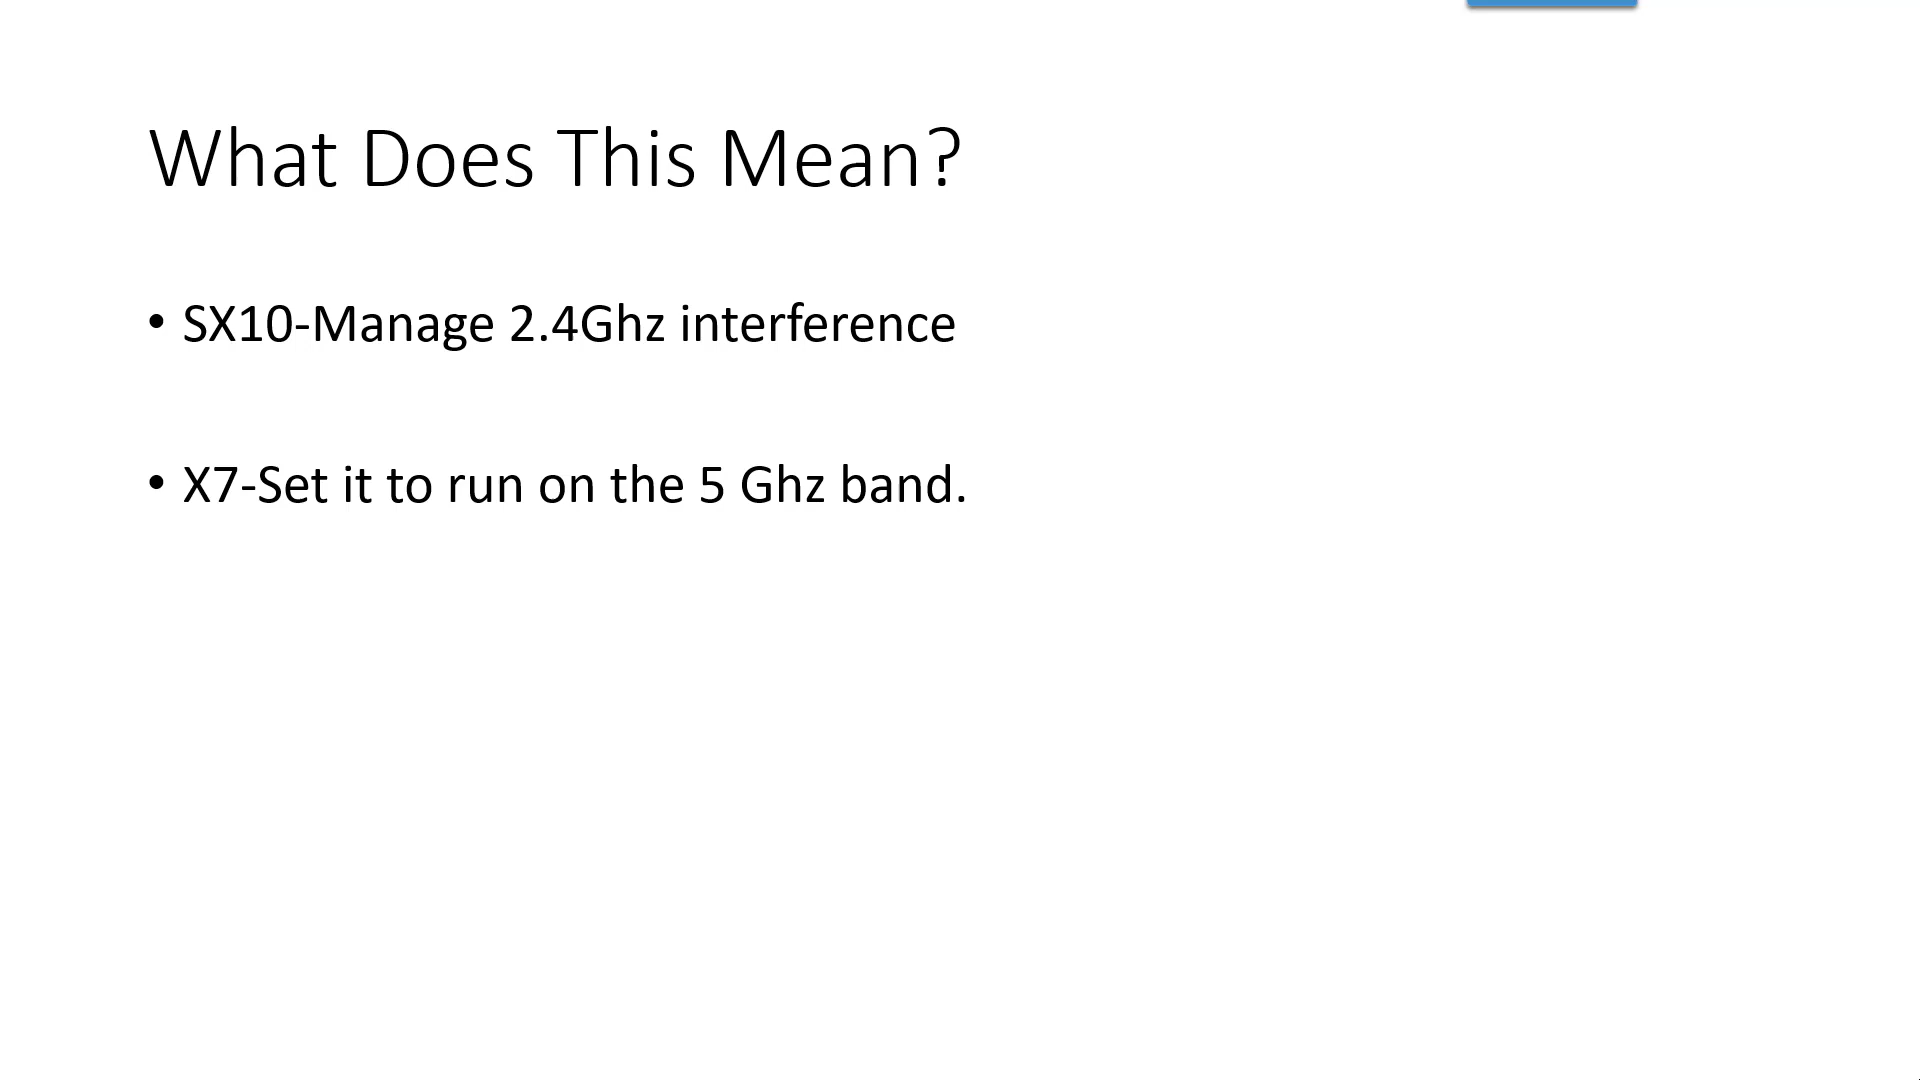 What Does This Mean?
• SX10-Manage 2.4Ghz interference
• X7-Set it to run on the 5 Ghz band.